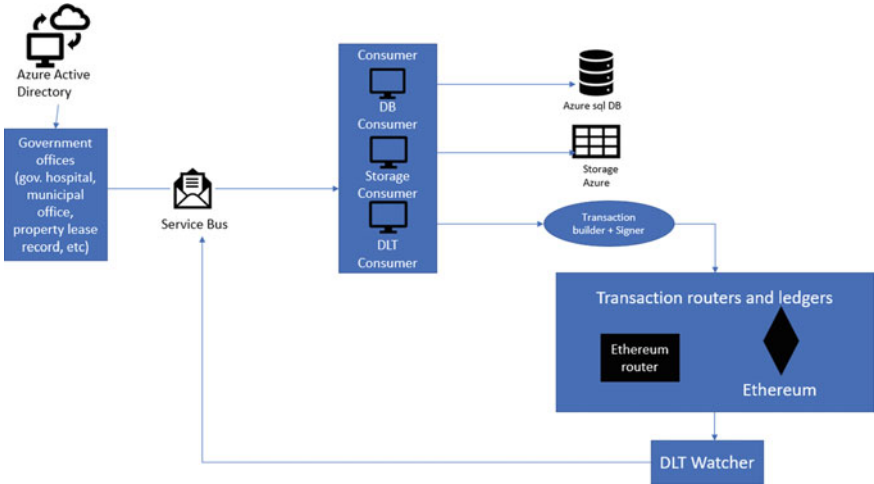 Azure Active
Directory
Government
offices
(gov. hospital,
municipal
office,
property lease
record, etc)
Service Bus
Consumer
DB
Consumer
Storage
Consumer
DLT
Consumer
Azure sql DB
Storage
Azure
Transaction
builder + Signer
Transaction routers and ledgers
Ethereum
router
Ethereum
DLT Watcher